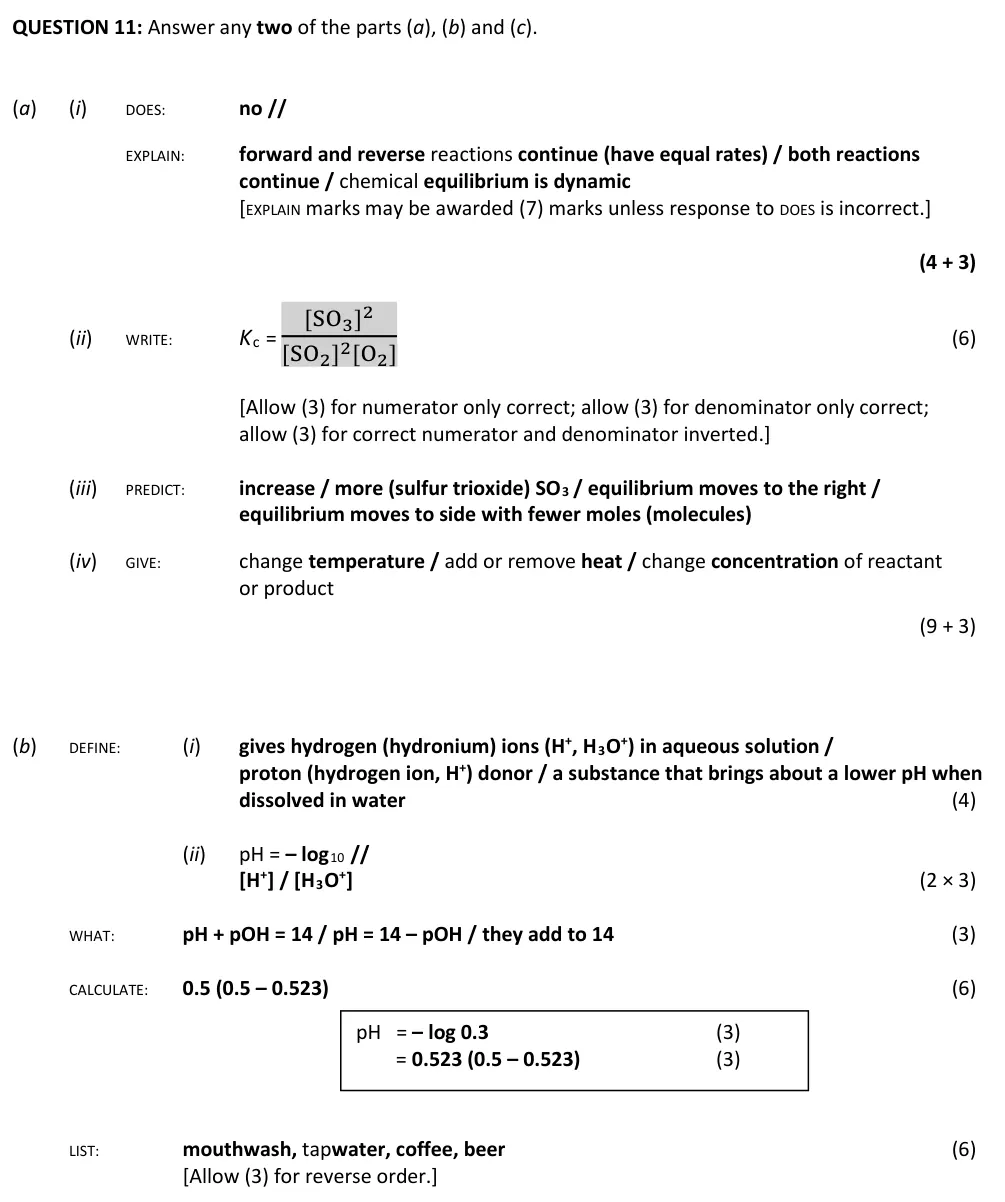 QUESTION 11: Answer any two of the parts (a), (b) and (c).
(a) (i) DOES: no //
EXPLAIN: forward and reverse reactions continue (have equal rates) / both reactions
continue / chemical equilibrium is dynamic
[EXPLAIN marks may be awarded (7) marks unless response to DOES is incorrect.]
(4 + 3)
(ii) WRITE: Kc = [SO₃]² / [SO₂]²[O₂] (6)
[Allow (3) for numerator only correct; allow (3) for denominator only correct;
allow (3) for correct numerator and denominator inverted.]
(iii) PREDICT: increase / more (sulfur trioxide) SO₃ / equilibrium moves to the right /
equilibrium moves to side with fewer moles (molecules)
(iv) GIVE: change temperature / add or remove heat / change concentration of reactant
or product
(9 + 3)
(b) DEFINE: (i) gives hydrogen (hydronium) ions (H⁺, H₃O⁺) in aqueous solution /
proton (hydrogen ion, H⁺) donor / a substance that brings about a lower pH when
dissolved in water (4)
(ii) pH = – log₁₀ //
[H⁺] / [H₃O⁺] (2 × 3)
WHAT: pH + pOH = 14 / pH = 14 – pOH / they add to 14 (3)
CALCULATE: 0.5 (0.5 – 0.523) (6)
pH = – log 0.3 (3)
= 0.523 (0.5 – 0.523) (3)
LIST: mouthwash, tapwater, coffee, beer (6)
[Allow (3) for reverse order.]